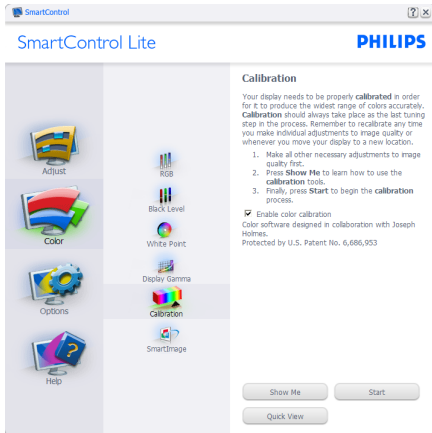 SmartControl
SmartControl Lite
PHILIPS
Adjust
Color
Options
Help
RGB
Black Level
White Point
Display Gamma
Calibration
SmartImage
Calibration
Your display needs to be properly calibrated in order
for it to produce the widest range of colors accurately.
Calibration should always take place as the last tuning
step in the process. Remember to recalibrate any time
you make individual adjustments to image quality or
whenever you move your display to a new location.
1. Make all other necessary adjustments to image
quality first.
2. Press Show Me to learn how to use the
calibration tools.
3. Finally, press Start to begin the calibration
process.
Enable color calibration
Color software designed in collaboration with Joseph
Holmes.
Protected by U.S. Patent No. 6,686,953
Show Me
Start
Quick View